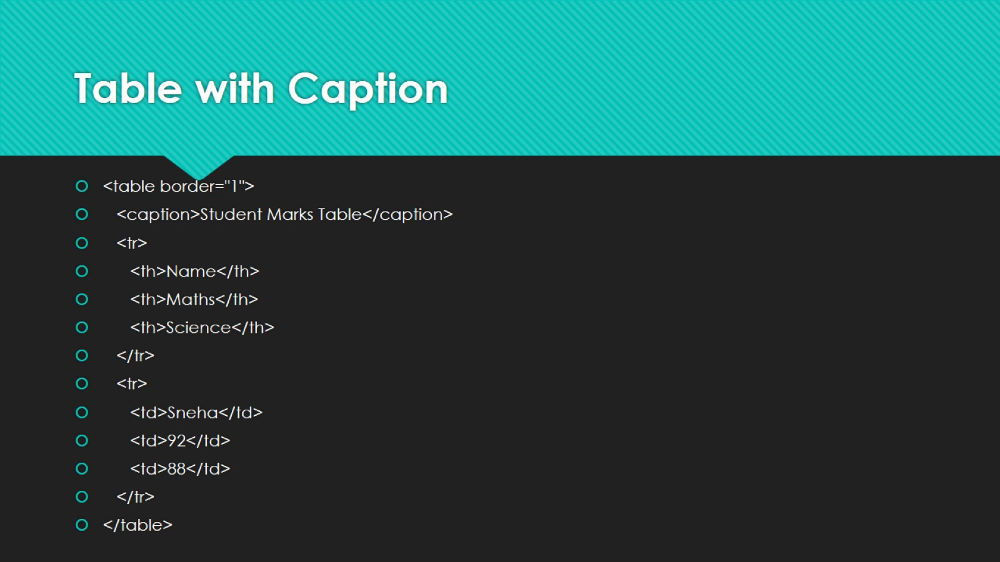 Table with Caption
<table border="1">
<caption>Student Marks Table</caption>
<tr>
<th>Name</th>
<th>Maths</th>
<th>Science</th>
</tr>
<tr>
<td>Sneha</td>
<td>92</td>
<td>88</td>
</tr>
</table>